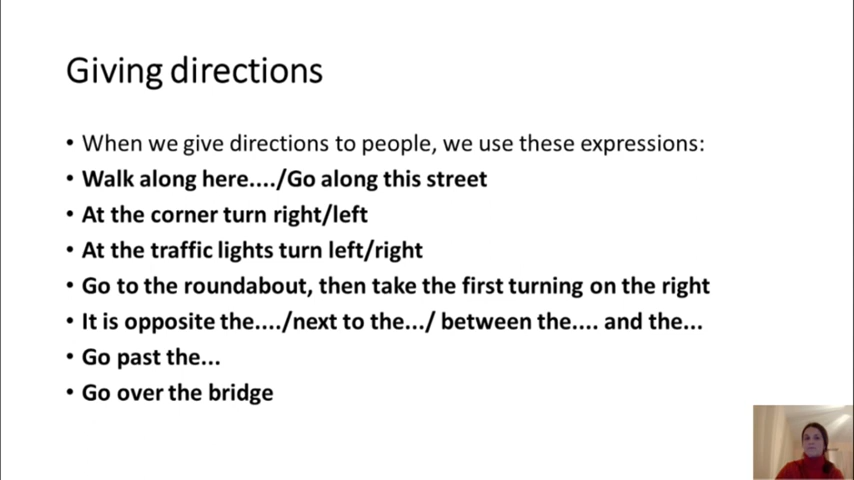 Giving directions
• When we give directions to people, we use these expressions:
• Walk along here..../Go along this street
• At the corner turn right/left
• At the traffic lights turn left/right
• Go to the roundabout, then take the first turning on the right
• It is opposite the..../next to the.../ between the.... and the...
• Go past the...
• Go over the bridge